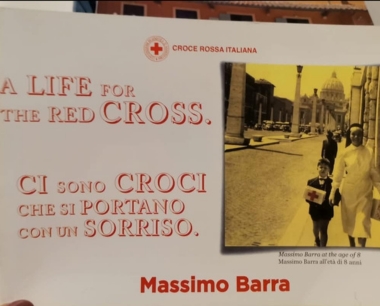 CROCE ROSSA ITALIANA
A LIFE FOR
THE RED CROSS.
CI SONO CROCI
CHE SI PORTANO
CON UN SORRISO.
Massimo Barra at the age of 8
Massimo Barra all'età di 8 anni
Massimo Barra